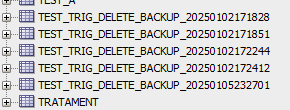 TEST_A
TEST_TRIG_DELETE_BACKUP_20250102171828
TEST_TRIG_DELETE_BACKUP_20250102171851
TEST_TRIG_DELETE_BACKUP_20250102172244
TEST_TRIG_DELETE_BACKUP_20250102172412
TEST_TRIG_DELETE_BACKUP_20250105232701
TRATAMENT